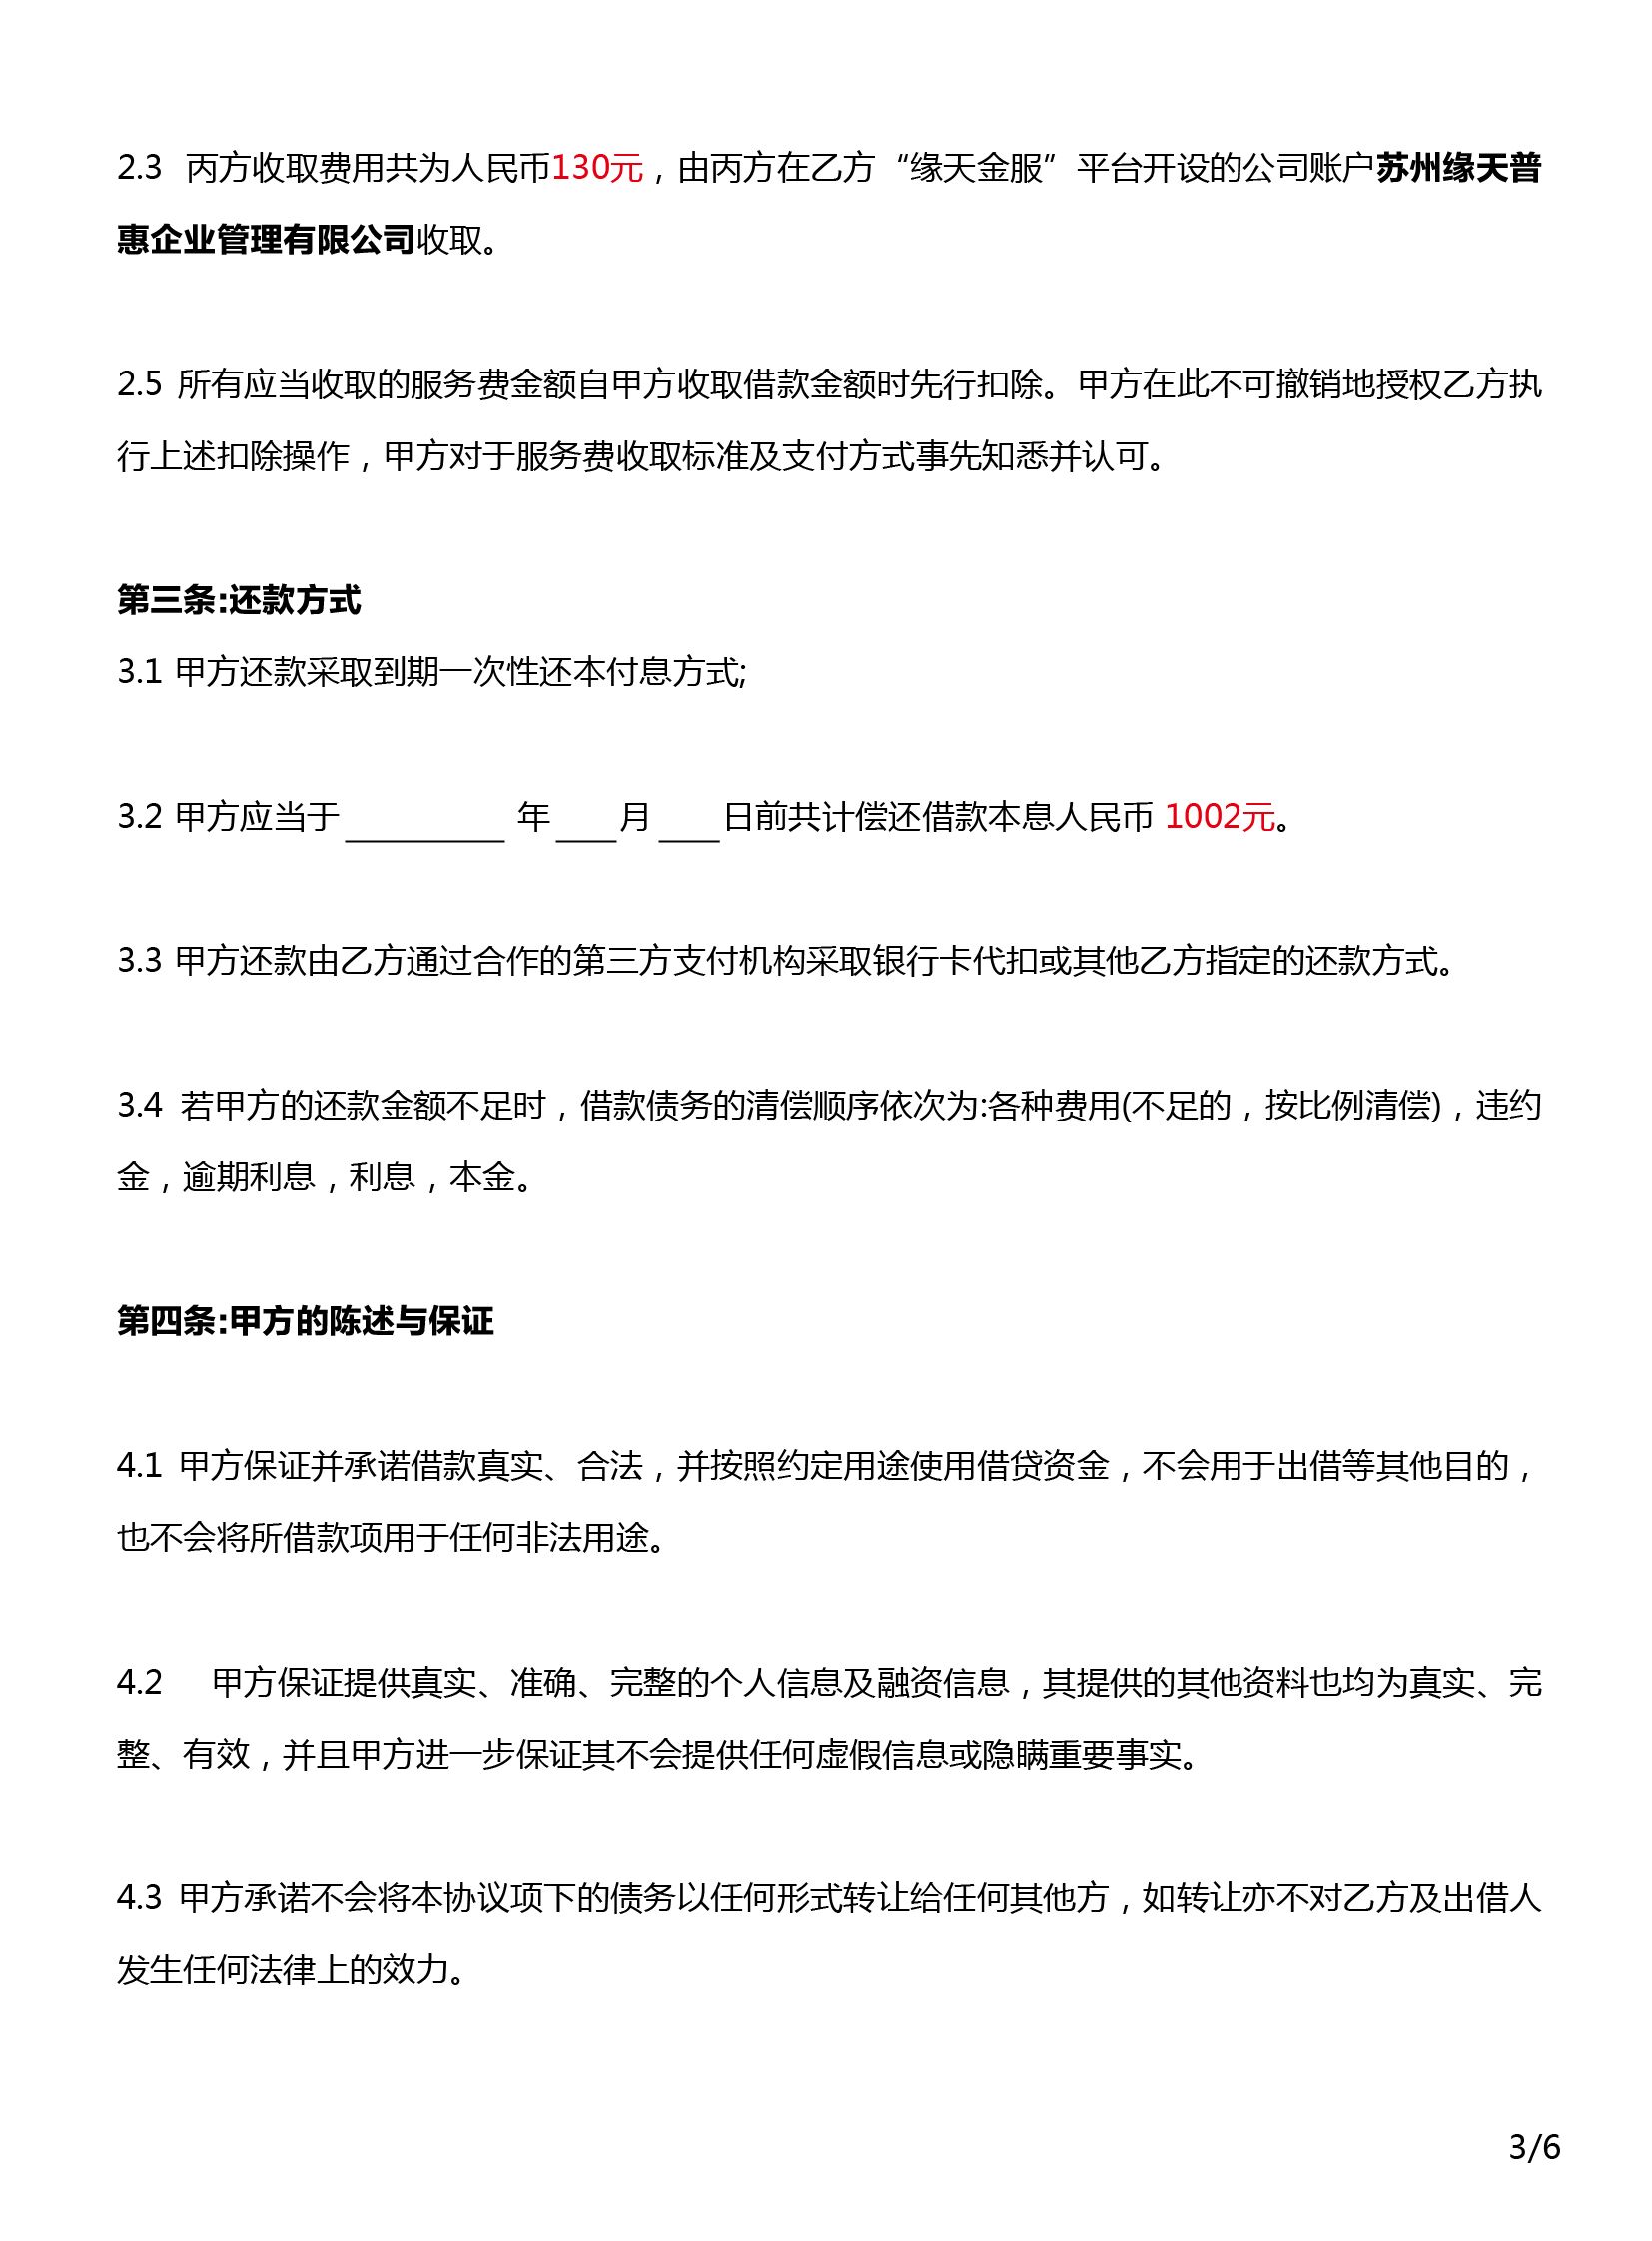 2.3 丙方收取费用共为人民币130元，由丙方在乙方“缘天金服”平台开设的公司账户苏州缘天普
惠企业管理有限公司收取。
2.5 所有应当收取的服务费金额自甲方收取借款金额时先行扣除。甲方在此不可撤销地授权乙方执
行上述扣除操作，甲方对于服务费收取标准及支付方式事先知悉并认可。
第三条:还款方式
3.1 甲方还款采取到期一次性还本付息方式;
3.2 甲方应当于 ________ 年 ___ 月 ___ 日前共计偿还借款本息人民币 1002元。
3.3 甲方还款由乙方通过合作的第三方支付机构采取银行卡代扣或其他乙方指定的还款方式。
3.4 若甲方的还款金额不足时，借款债务的清偿顺序依次为:各种费用(不足的，按比例清偿)，违约
金，逾期利息，利息，本金。
第四条:甲方的陈述与保证
4.1 甲方保证并承诺借款真实、合法，并按照约定用途使用借贷资金，不会用于出借等其他目的，
也不会将所借款项用于任何非法用途。
4.2 甲方保证提供真实、准确、完整的个人信息及融资信息，其提供的其他资料也均为真实、完
整、有效，并且甲方进一步保证其不会提供任何虚假信息或隐瞒重要事实。
4.3 甲方承诺不会将本协议项下的债务以任何形式转让给任何其他方，如转让亦不对乙方及出借人
发生任何法律上的效力。
3/6